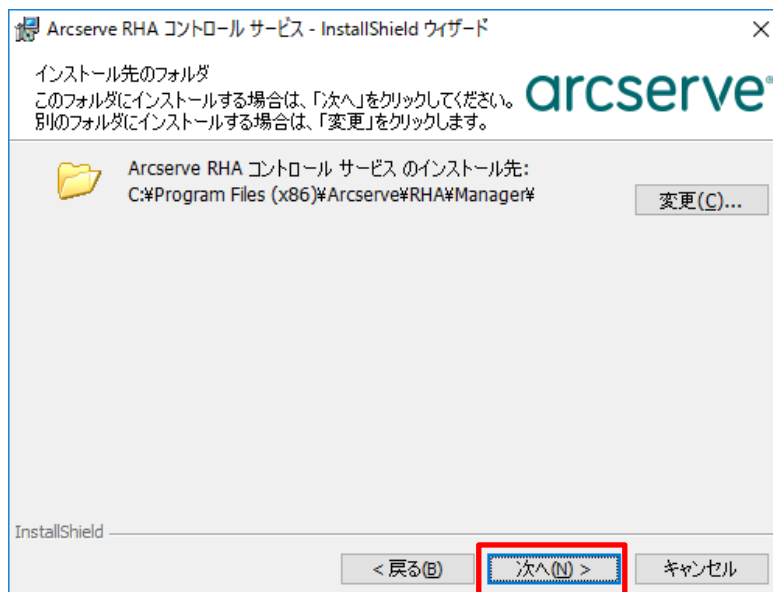 Arcserve RHA コントロール サービス - InstallShield ウィザード
インストール先のフォルダ
このフォルダにインストールする場合は、「次へ」をクリックしてください。
別のフォルダにインストールする場合は、「変更」をクリックします。
arcserve®
Arcserve RHA コントロール サービス のインストール先:
C:¥Program Files (x86)¥Arcserve¥RHA¥Manager¥
変更(C)...
InstallShield
< 戻る(B)
次へ(N) >
キャンセル